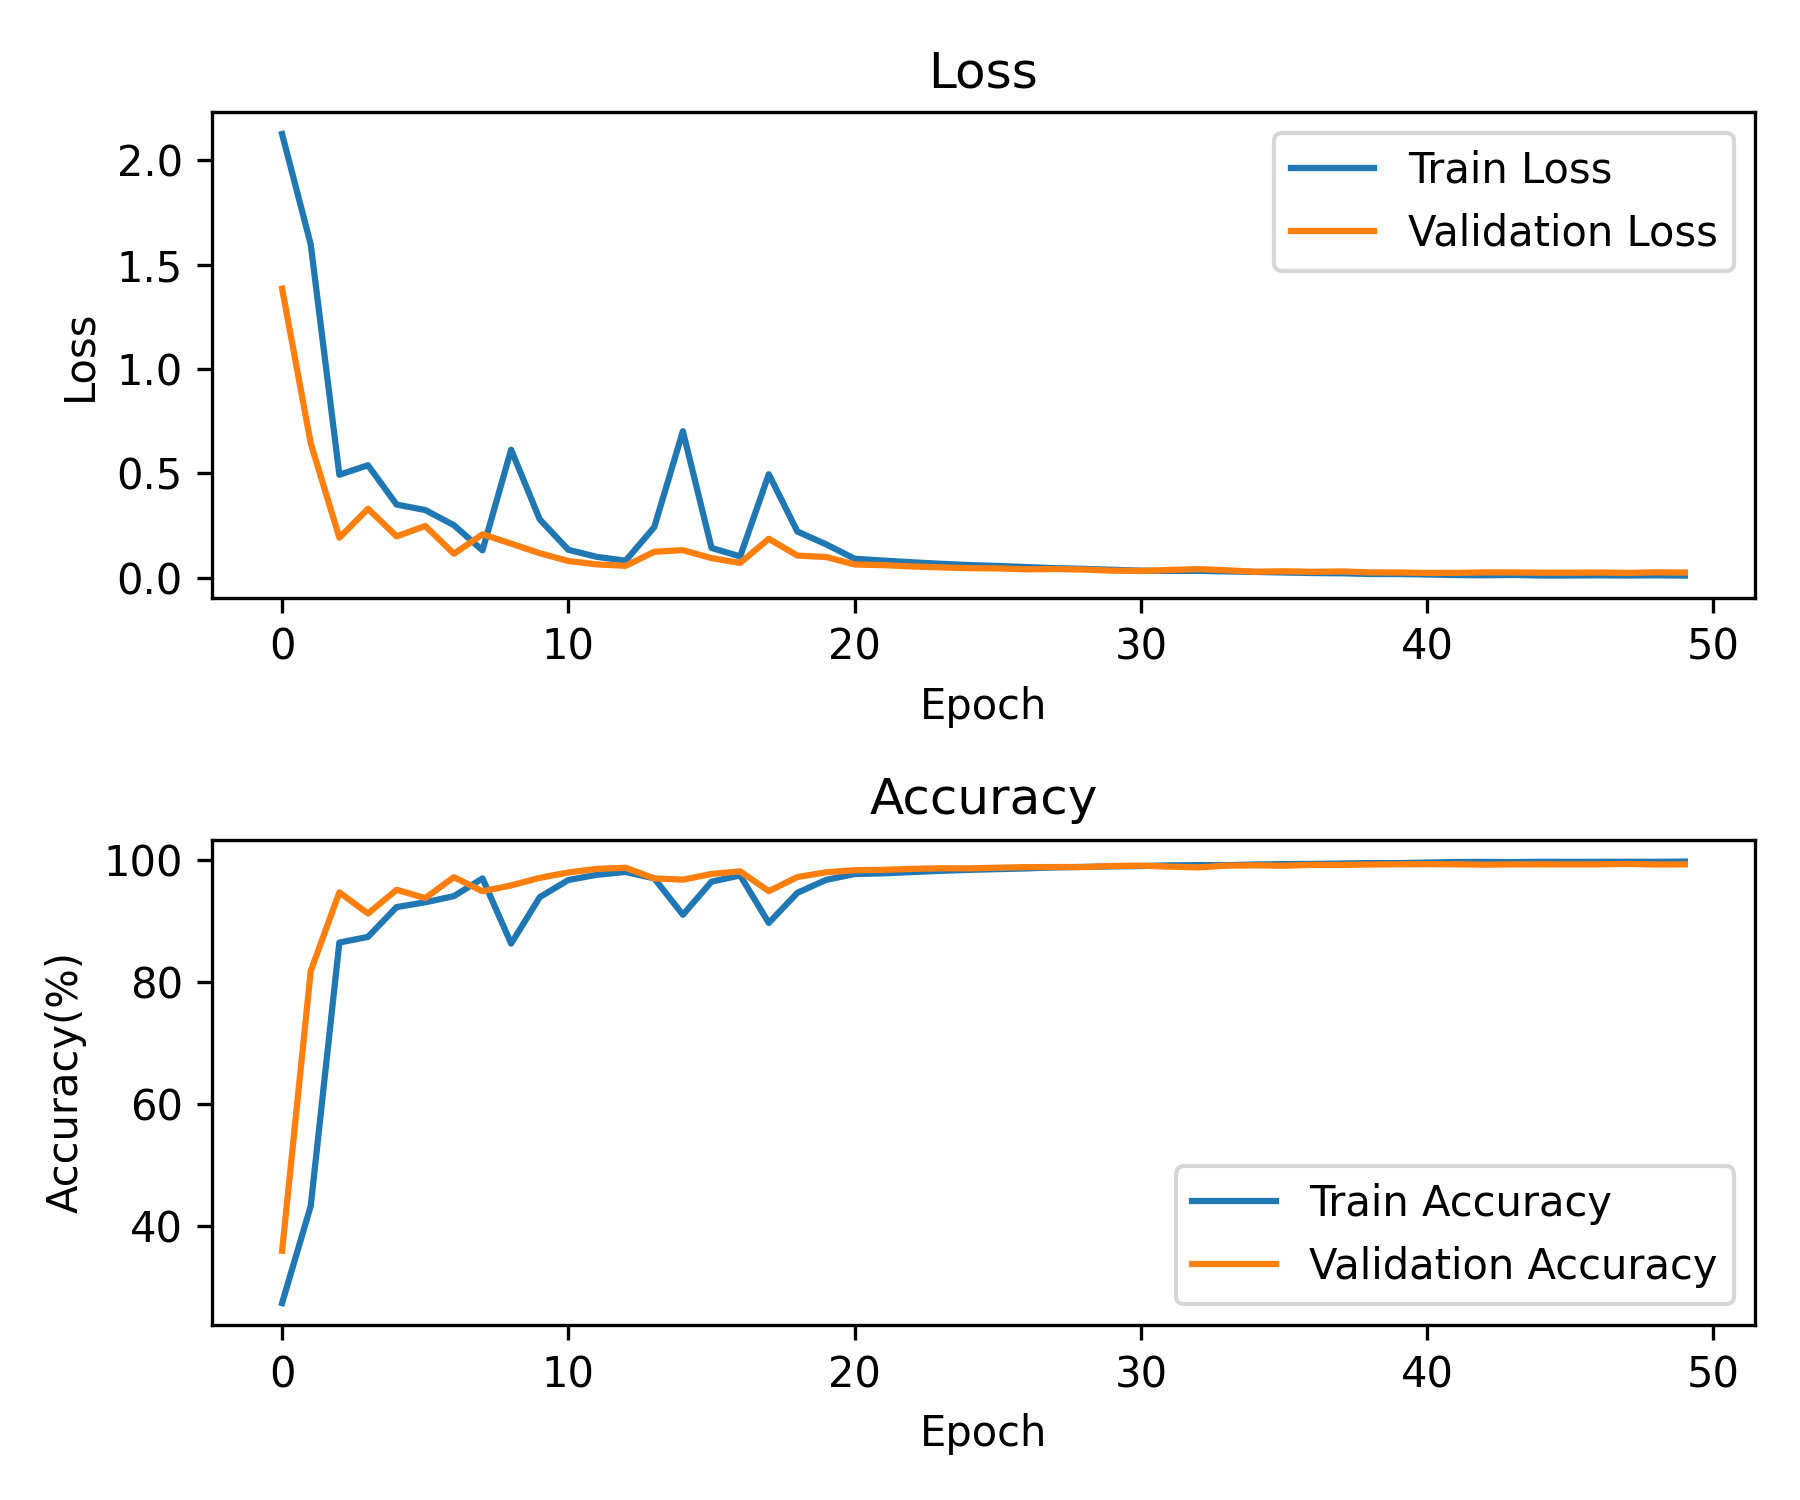 Loss
2.0
1.5
1.0
0.5
0.0
Loss
Train Loss
Validation Loss
0 10 20 30 40 50
Epoch
Accuracy
100
80
60
40
Accuracy(%)
Train Accuracy
Validation Accuracy
0 10 20 30 40 50
Epoch